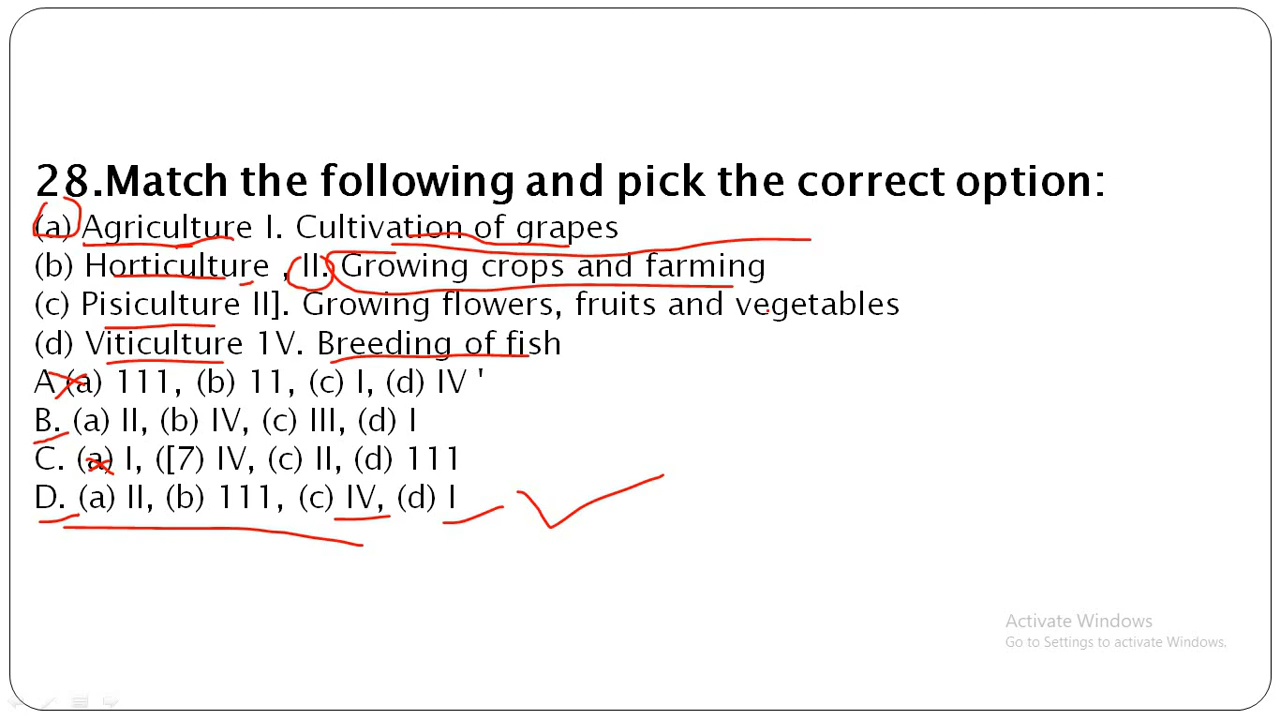 28.Match the following and pick the correct option:
(a) Agriculture I. Cultivation of grapes
(b) Horticulture , II. Growing crops and farming
(c) Pisiculture II]. Growing flowers, fruits and vegetables
(d) Viticulture 1V. Breeding of fish
A (a) 111, (b) 11, (c) I, (d) IV '
B. (a) II, (b) IV, (c) III, (d) I
C. (a) I, ([7) IV, (c) II, (d) 111
D. (a) II, (b) 111, (c) IV, (d) I
Activate Windows
Go to Settings to activate Windows.